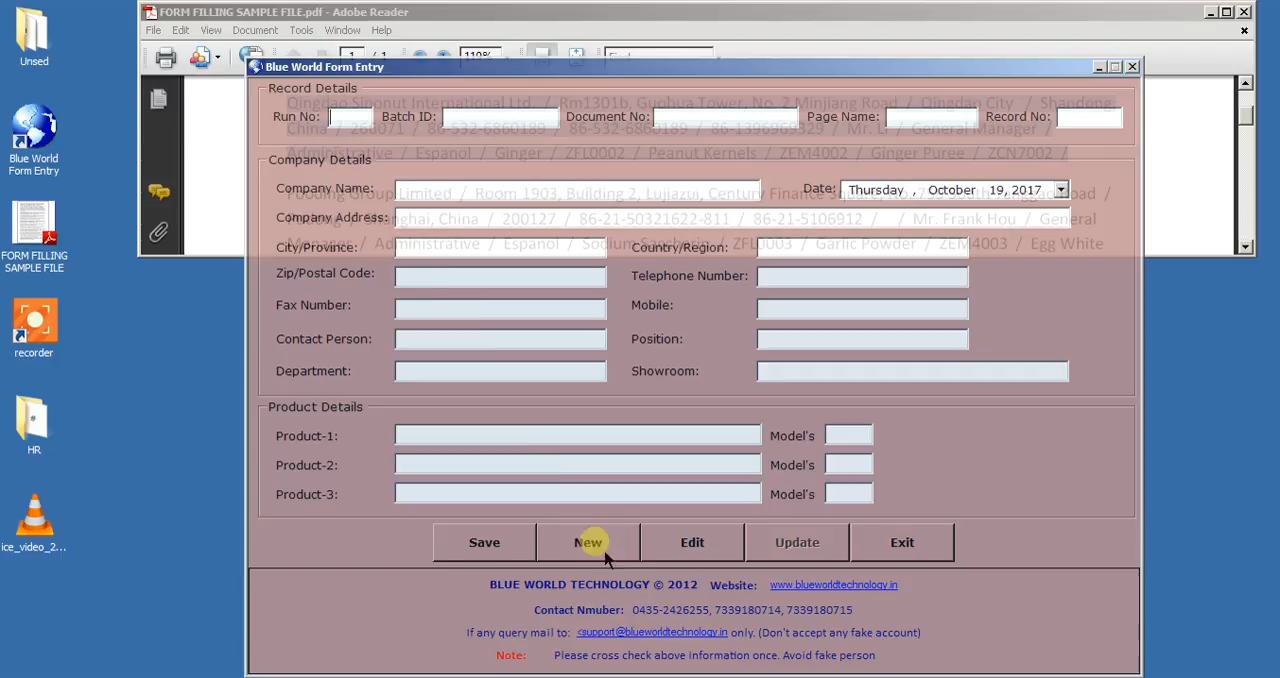 Unsed
Blue World
Form Entry
FORM FILLING
SAMPLE FILE
recorder
HR
ice_video_2...
FORM FILLING SAMPLE FILE.pdf - Adobe Reader
File Edit View Document Tools Window Help
1 / 1 110%
Blue World Form Entry
Record Details
Qingdao Siponut International Ltd. / Rm1301b, Guohua Tower, No. 2 Minjiang Road / Qingdao City / Shandong,
Run No: Batch ID: Document No: Page Name: Record No:
China / 266071 / 86-532-6860189 / 86-532-6860189 / 86-1396969329 / Mr. Li / General Manager /
Administrative / Espanol / Ginger / ZFL0002 / Peanut Kernels / ZEM4002 / Ginger Puree / ZCN7002 /
Company Details
Company Name: Date: Thursday , October 19, 2017
Fooding Group Limited / Room 1903, Building 2, Lujiazui, Century Finance Square, No.
Company Address:
Shanghai, China / 200122 / 86-21-50321622-811 / 86-21-5106912 / Mr. Frank Hou / General
Manager / Administrative / Espanol / Sodium / ZFL0003 / Garlic Powder / ZEM4003 / Egg White
City/Province: Country/Region:
Zip/Postal Code: Telephone Number:
Fax Number: Mobile:
Contact Person: Position:
Department: Showroom:
Product Details
Product-1: Model's
Product-2: Model's
Product-3: Model's
Save New Edit Update Exit
BLUE WORLD TECHNOLOGY © 2012 Website: www.blueworldtechnology.in
Contact Nmuber: 0435-2426255, 7339180714, 7339180715
If any query mail to: <support@blueworldtechnology.in only. (Don't accept any fake account)
Note: Please cross check above information once. Avoid fake person